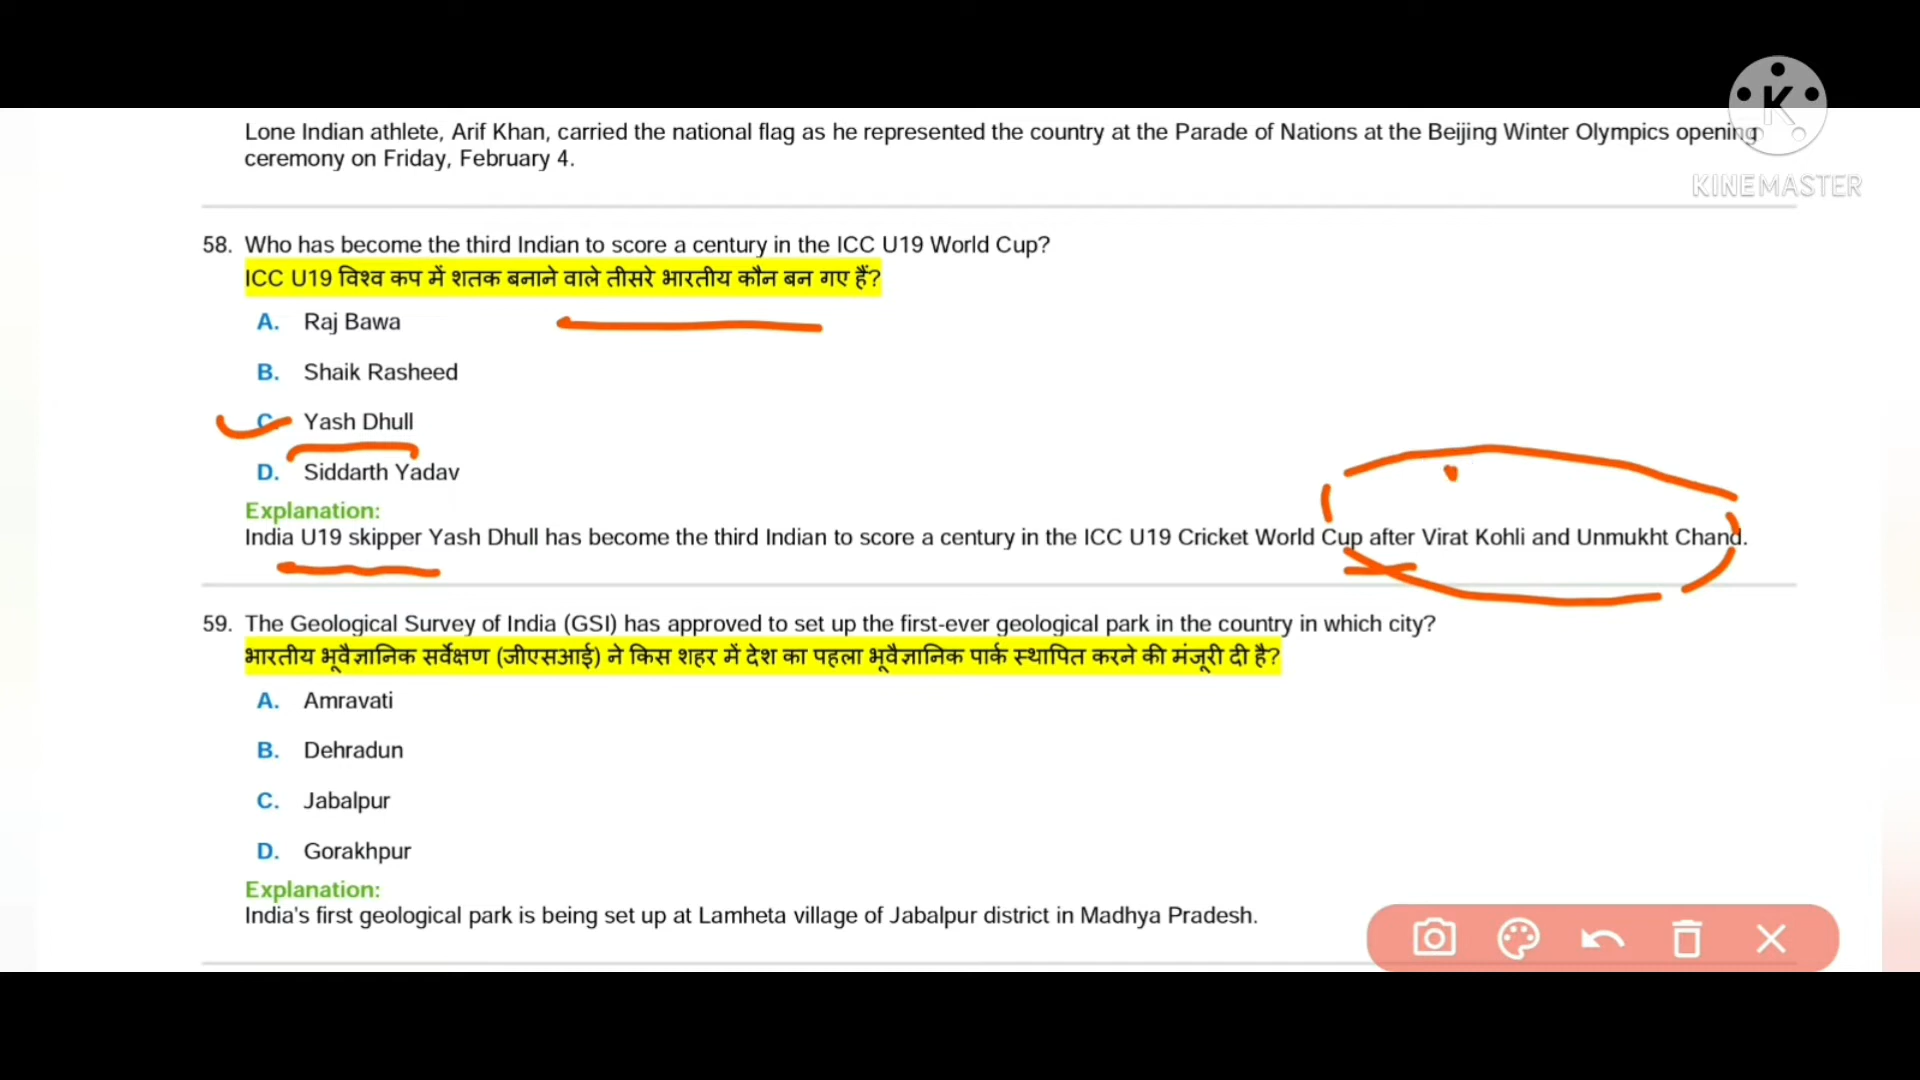 Lone Indian athlete, Arif Khan, carried the national flag as he represented the country at the Parade of Nations at the Beijing Winter Olympics opening
ceremony on Friday, February 4.
K
KINEMASTER
58. Who has become the third Indian to score a century in the ICC U19 World Cup?
ICC U19 विश्व कप में शतक बनाने वाले तीसरे भारतीय कौन बन गए हैं?
A. Raj Bawa
B. Shaik Rasheed
C. Yash Dhull
D. Siddarth Yadav
Explanation:
India U19 skipper Yash Dhull has become the third Indian to score a century in the ICC U19 Cricket World Cup after Virat Kohli and Unmukht Chand.
59. The Geological Survey of India (GSI) has approved to set up the first-ever geological park in the country in which city?
भारतीय भूवैज्ञानिक सर्वेक्षण (जीएसआई) ने किस शहर में देश का पहला भूवैज्ञानिक पार्क स्थापित करने की मंजूरी दी है?
A. Amravati
B. Dehradun
C. Jabalpur
D. Gorakhpur
Explanation:
India's first geological park is being set up at Lamheta village of Jabalpur district in Madhya Pradesh.